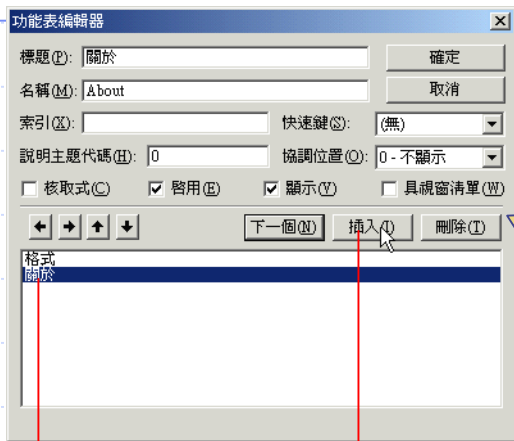 功能表編輯器
標題(P): 關於 確定
名稱(M): About 取消
索引(X): 快速鍵(S): (無)
說明主題代碼(H): 0 協調位置(O): 0 - 不顯示
核取式(C) 啓用(E) 顯示(V) 具視窗清單(W)
下一個(N) 插入(I) 刪除(T)
格式
關於